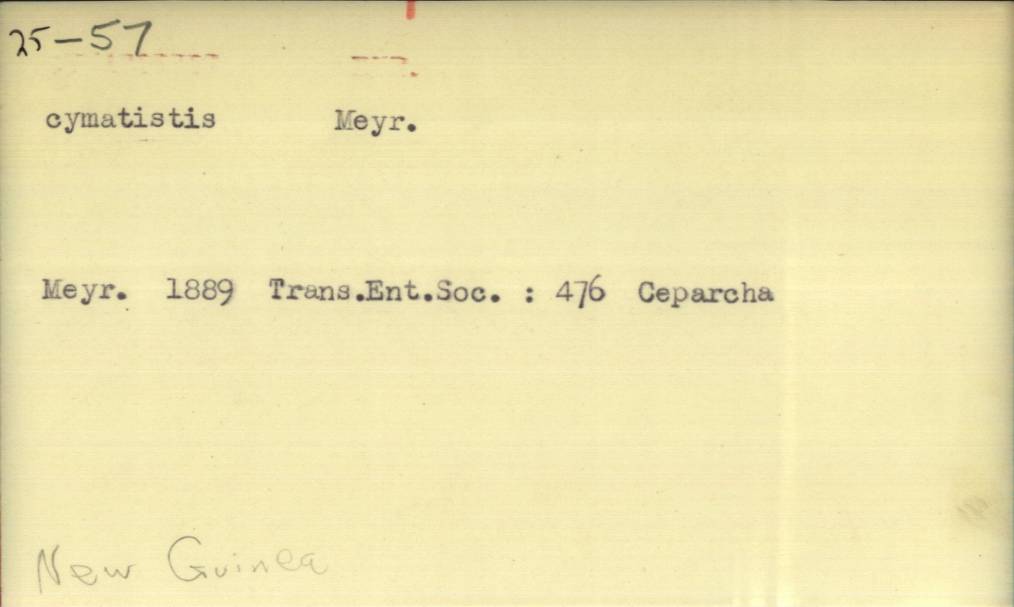 25-57
cymatistis Meyr.
Meyr. 1889 Trans.Ent.Soc. : 476 Ceparcha
New Guinea